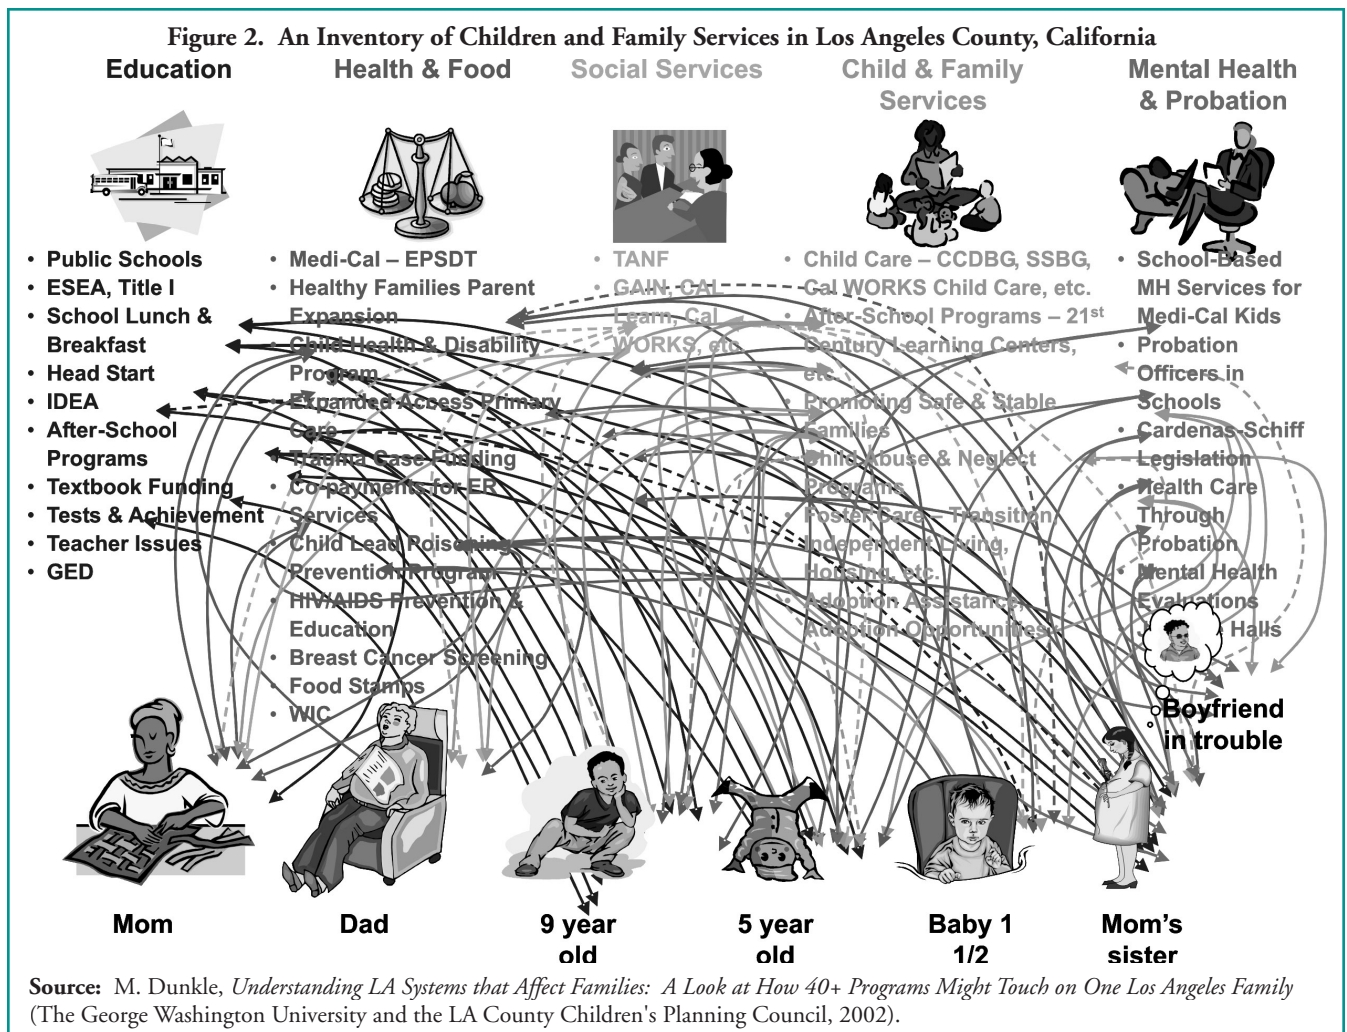 Figure 2.  An Inventory of Children and Family Services in Los Angeles County, California
Education
Health & Food
Social Services
Child & Family
Services
Mental Health
& Probation
• Public Schools
• ESEA, Title I
• School Lunch &
Breakfast
• Head Start
• IDEA
• After-School
Programs
• Textbook Funding
• Tests & Achievement
• Teacher Issues
• GED
• Medi-Cal – EPSDT
• Healthy Families Parent
Expansion
• Child Health & Disability
Program
• Expanded Access Primary
Care
• Trauma Case Funding
• Co-payments for ER
Services
• Child Lead Poisoning
Prevention Program
• HIV/AIDS Prevention &
Education
• Breast Cancer Screening
• Food Stamps
• WIC
• TANF
• GAIN, CAL
Learn, Cal
WORKS, etc.
• Child Care – CCDBG, SSBG,
Cal WORKS Child Care, etc.
• After-School Programs – 21st
Century Learning Centers,
etc.
• Promoting Safe & Stable
Families
• Child Abuse & Neglect
Programs
• Foster Care – Transition,
Independent Living,
Housing, etc.
• Adoption Assistance,
Adoption Opportunities
• School-Based
MH Services for
Medi-Cal Kids
• Probation
Officers in
Schools
• Cardenas-Schiff
Legislation
• Health Care
Through
Probation
• Mental Health
Evaluations
Halls
Boyfriend
in trouble
Mom
Dad
9 year
old
5 year
old
Baby 1
1/2
Mom’s
sister
Source:  M. Dunkle, Understanding LA Systems that Affect Families:  A Look at How 40+ Programs Might Touch on One Los Angeles Family
(The George Washington University and the LA County Children's Planning Council, 2002).